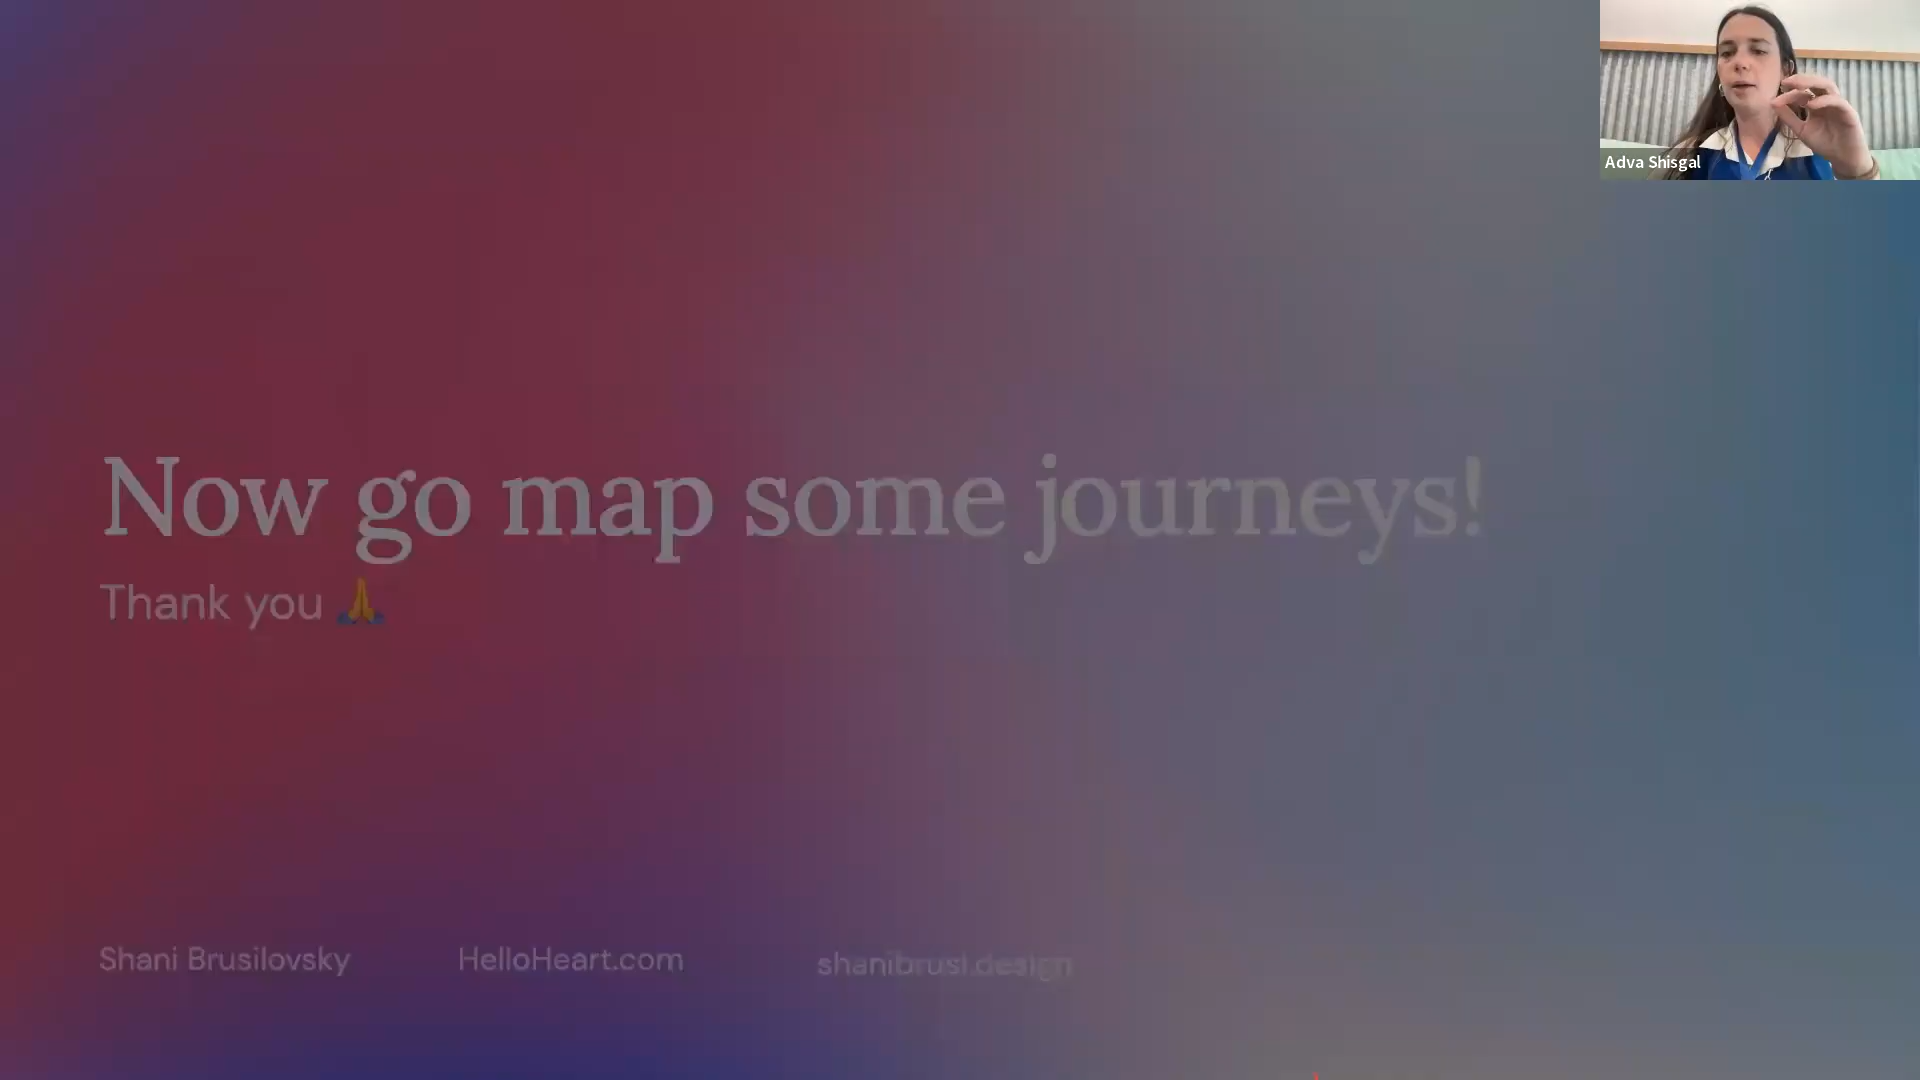 Adva Shisgal
Now go map some journeys!
Thank you 🙏
Shani Brusilovsky
HelloHeart.com
shanibrusi.design